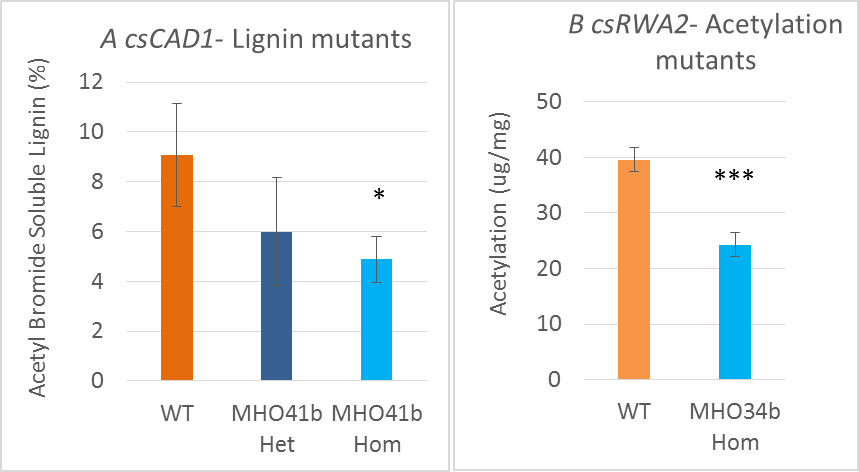 A csCAD1- Lignin mutants
Acetyl Bromide Soluble Lignin (%)
12
10
8
6
4
2
0
*
WT
MHO41b
Het
MHO41b
Hom
B csRWA2- Acetylation
mutants
Acetylation (ug/mg)
50
40
30
20
10
0
***
WT
MHO34b
Hom